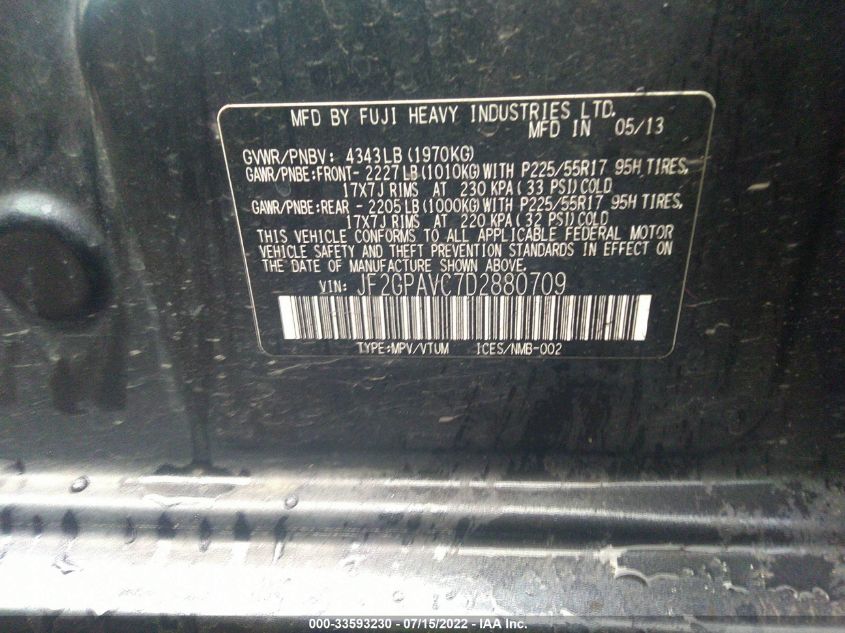 MFD BY FUJI HEAVY INDUSTRIES LTD.
MFD IN 05/13
GVWR/PNBV: 4343LB (1970KG)
GAWR/PNBE:FRONT- 2227LB (1010KG) WITH P225/55R17 95H TIRES,
17X7J RIMS AT 230 KPA (33 PSI) COLD
GAWR/PNBE:REAR - 2205LB (1000KG) WITH P225/55R17 95H TIRES,
17X7J RIMS AT 220 KPA (32 PSI) COLD
THIS VEHICLE CONFORMS TO ALL APPLICABLE FEDERAL MOTOR
VEHICLE SAFETY AND THEFT PREVENTION STANDARDS IN EFFECT ON
THE DATE OF MANUFACTURE SHOWN ABOVE.
VIN: JF2GPAVC7D2880709
TYPE:MPV/VTUM ICES/NMB-002
000-33593230 - 07/15/2022 - IAA Inc.